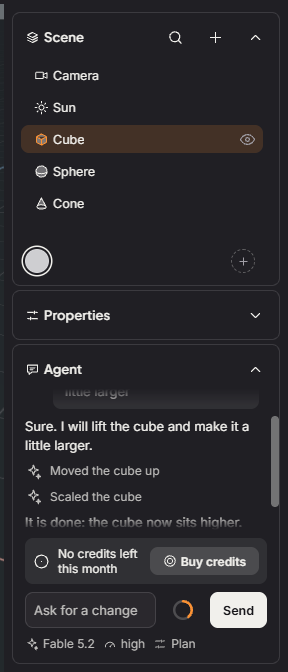 Scene
Camera
Sun
Cube
Sphere
Cone
Properties
Agent
little larger
Sure. I will lift the cube and make it a
little larger.
Moved the cube up
Scaled the cube
It is done: the cube now sits higher.
No credits left
this month
Buy credits
Ask for a change
Send
Fable 5.2 high Plan